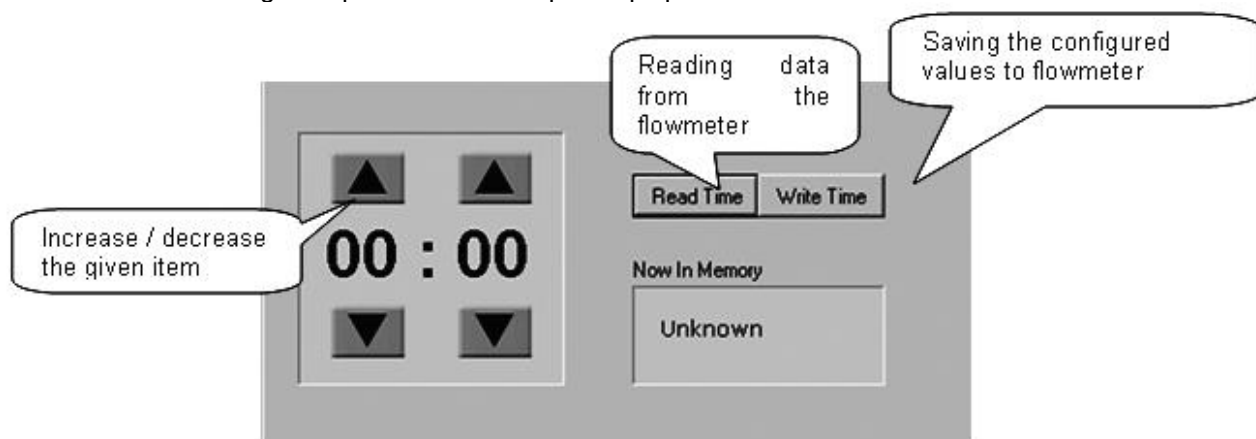 Saving the configured
values to flowmeter
Reading data
from the
flowmeter
Read Time Write Time
Increase / decrease
the given item
00 : 00
Now In Memory
Unknown